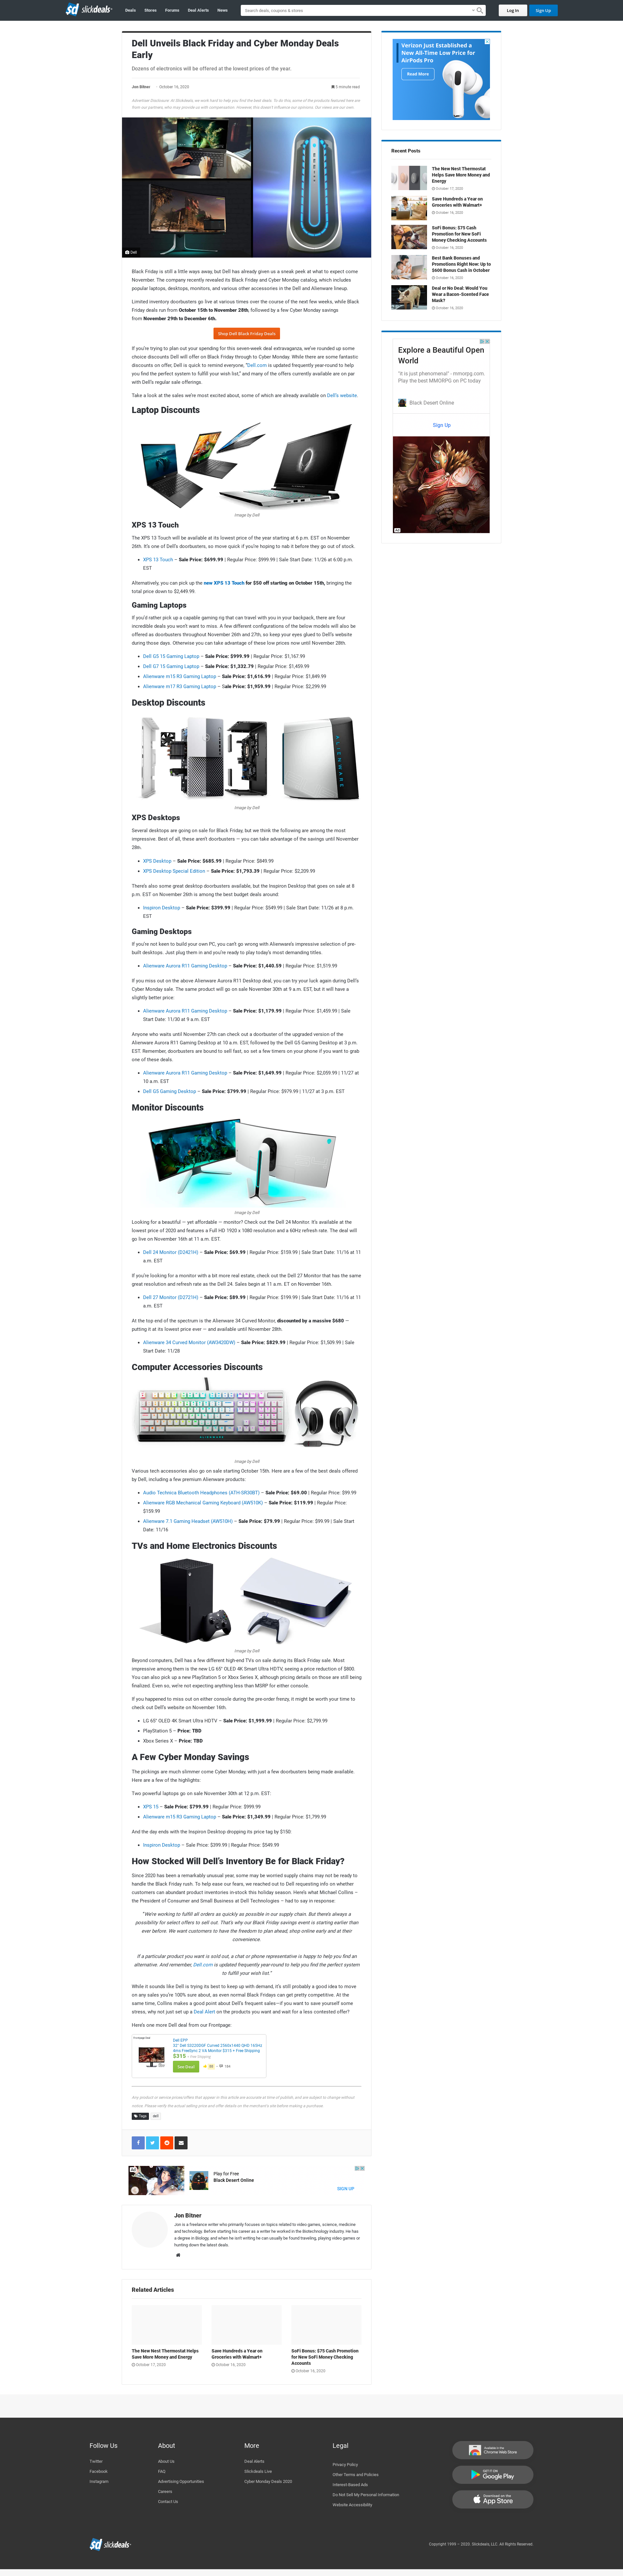 slickdeals
Deals
Stores
Forums
Deal Alerts
News
Search deals, coupons & stores
Log In
Sign Up
Dell Unveils Black Friday and Cyber Monday Deals
Early
Dozens of electronics will be offered at the lowest prices of the year.
Jon Bitner
October 16, 2020
5 minute read
Dell
Black Friday is still a little ways away, but Dell has already given us a sneak peek at what to expect come
November. The company recently revealed its Black Friday and Cyber Monday catalog, which includes
popular laptops, desktops, monitors, and various other accessories from Dell and the Alienware lineup.
Limited inventory doorbusters go live at various times over the course of the next few weeks, while Black
Friday deals run from October 15th to November 28th, followed by a few Cyber Monday savings
from November 29th to December 6th.
Shop Dell Black Friday Deals
If you're trying to plan out your spending for this seven-week deal extravaganza, we've rounded up some
doorbusters Dell will offer on Black Friday through to Cyber Monday. While these are some fantastic
discounts, Dell is quick to remind everyone, "Dell.com is updated frequently year-round to help
you find the perfect system to fulfill your wish list," and many of the offers currently available are on par
with Dell's regular sale offerings.
Take a look at the sales we're most excited about, some of which are already available on Dell's website.
Laptop Discounts
Image by Dell
XPS 13 Touch
The XPS 13 Touch will be available at its lowest price of the year starting at 6 p.m. EST on November
26th. It's one of Dell's doorbusters, so move quick if you're hoping to nab it before they go out of stock.
XPS 13 Touch – Sale Price: $699.99 | Regular Price: $999.99 | Sale Start Date: 11/26 at 6:00 p.m.
EST
Alternatively, you can pick up the new XPS 13 Touch for $50 off starting on October 15th, bringing the
total price down to $2,449.99.
Gaming Laptops
If you'd rather pick up a capable gaming rig that can travel with you in your backpack, there are four
incredible deals you won't want to miss. A few different configurations of the below models will also be
offered as doorbusters throughout November 26th and 27th, so keep your eyes glued to Dell's website
during those days. Otherwise you can take advantage of these low prices now until November 28th.
Dell G5 15 Gaming Laptop – Sale Price: $999.99 | Regular Price: $1,167.99
Dell G7 15 Gaming Laptop – Sale Price: $1,332.79 | Regular Price: $1,459.99
Alienware m15 R3 Gaming Laptop – Sale Price: $1,616.99 | Regular Price: $1,849.99
Alienware m17 R3 Gaming Laptop – Sale Price: $1,959.99 | Regular Price: $2,299.99
Desktop Discounts
Image by Dell
XPS Desktops
Several desktops are going on sale for Black Friday, but we think the following are among the most
impressive. Best of all, these aren't doorbusters — you can take advantage of the savings until November
28th.
XPS Desktop – Sale Price: $685.99 | Regular Price: $849.99
XPS Desktop Special Edition – Sale Price: $1,793.39 | Regular Price: $2,209.99
There's also some great desktop doorbusters available, but the Inspiron Desktop that goes on sale at 8
p.m. EST on November 26th is among the best budget deals around:
Inspiron Desktop – Sale Price: $399.99 | Regular Price: $549.99 | Sale Start Date: 11/26 at 8 p.m.
EST
Gaming Desktops
If you're not keen to build your own PC, you can't go wrong with Alienware's impressive selection of pre-
built desktops. Just plug them in and you're ready to play today's most demanding titles.
Alienware Aurora R11 Gaming Desktop – Sale Price: $1,440.59 | Regular Price: $1,519.99
If you miss out on the above Alienware Aurora R11 Desktop deal, you can try your luck again during Dell's
Cyber Monday sale. The same product will go on sale November 30th at 9 a.m. EST, but it will have a
slightly better price:
Alienware Aurora R11 Gaming Desktop – Sale Price: $1,179.99 | Regular Price: $1,459.99 | Sale
Start Date: 11/30 at 9 a.m. EST
Anyone who waits until November 27th can check out a doorbuster of the upgraded version of the
Alienware Aurora R11 Gaming Desktop at 10 a.m. EST, followed by the Dell G5 Gaming Desktop at 3 p.m.
EST. Remember, doorbusters are bound to sell fast, so set a few timers on your phone if you want to grab
one of these deals.
Alienware Aurora R11 Gaming Desktop – Sale Price: $1,649.99 | Regular Price: $2,059.99 | 11/27 at
10 a.m. EST
Dell G5 Gaming Desktop – Sale Price: $799.99 | Regular Price: $979.99 | 11/27 at 3 p.m. EST
Monitor Discounts
Image by Dell
Looking for a beautiful — yet affordable — monitor? Check out the Dell 24 Monitor. It's available at the
lowest price of 2020 and features a Full HD 1920 x 1080 resolution and a 60Hz refresh rate. The deal will
go live on November 16th at 11 a.m. EST.
Dell 24 Monitor (D2421H) – Sale Price: $69.99 | Regular Price: $159.99 | Sale Start Date: 11/16 at 11
a.m. EST
If you're looking for a monitor with a bit more real estate, check out the Dell 27 Monitor that has the same
great resolution and refresh rate as the Dell 24. Sales begin at 11 a.m. ET on November 16th.
Dell 27 Monitor (D2721H) – Sale Price: $89.99 | Regular Price: $199.99 | Sale Start Date: 11/16 at 11
a.m. EST
At the top end of the spectrum is the Alienware 34 Curved Monitor, discounted by a massive $680 —
putting it at its lowest price ever — and available until November 28th.
Alienware 34 Curved Monitor (AW3420DW) – Sale Price: $829.99 | Regular Price: $1,509.99 | Sale
Start Date: 11/28
Computer Accessories Discounts
Image by Dell
Various tech accessories also go on sale starting October 15th. Here are a few of the best deals offered
by Dell, including a few premium Alienware products:
Audio Technica Bluetooth Headphones (ATH-SR30BT) – Sale Price: $69.00 | Regular Price: $99.99
Alienware RGB Mechanical Gaming Keyboard (AW510K) – Sale Price: $119.99 | Regular Price:
$159.99
Alienware 7.1 Gaming Headset (AW510H) – Sale Price: $79.99 | Regular Price: $99.99 | Sale Start
Date: 11/16
TVs and Home Electronics Discounts
Image by Dell
Beyond computers, Dell has a few different high-end TVs on sale during its Black Friday sale. Most
impressive among them is the new LG 65" OLED 4K Smart Ultra HDTV, seeing a price reduction of $800.
You can also pick up a new PlayStation 5 or Xbox Series X, although pricing details on those are still being
finalized. Even so, we're not expecting anything less than MSRP for either console.
If you happened to miss out on either console during the pre-order frenzy, it might be worth your time to
check out Dell's website on November 16th.
LG 65" OLED 4K Smart Ultra HDTV – Sale Price: $1,999.99 | Regular Price: $2,799.99
PlayStation 5 – Price: TBD
Xbox Series X – Price: TBD
A Few Cyber Monday Savings
The pickings are much slimmer come Cyber Monday, with just a few doorbusters being made available.
Here are a few of the highlights:
Two powerful laptops go on sale November 30th at 12 p.m. EST:
XPS 15 – Sale Price: $799.99 | Regular Price: $999.99
Alienware m15 R3 Gaming Laptop – Sale Price: $1,349.99 | Regular Price: $1,799.99
And the day ends with the Inspiron Desktop dropping its price tag by $150:
Inspiron Desktop – Sale Price: $399.99 | Regular Price: $549.99
How Stocked Will Dell's Inventory Be for Black Friday?
Since 2020 has been a remarkably unusual year, some may be worried supply chains may not be ready to
handle the Black Friday rush. To help ease our fears, we reached out to Dell requesting info on whether
or not abundant product inventories in-stock this holiday season. Here's what Michael Collins –
the President of Consumer and Small Business at Dell Technologies – had to say in response:
"We're working to fulfill all orders as quickly as possible in our supply chain. But there's always a
possibility for select offers to sell out. That's why our Black Friday Sneak event is starting earlier than
ever before. We want customers to have the freedom to plan ahead, shop online early and at their
convenience.
If a particular product you want is sold out, a chat or phone representative is happy to help you find an
alternative. And remember, Dell.com is updated frequently year-round to help you find the perfect system
to fulfill your wish list."
While it sounds like Dell is trying its best to keep up with demand, it's still probably a good idea to move
on any sales you're 100% sure about, as even normal Black Fridays can get pretty competitive. At the
same time, Collins makes a good point about Dell's frequent sales—if you want to save yourself some
stress, why not just set up a Deal Alert on the products you want and wait for a less contested offer?
Here's one more Dell deal from our Frontpage:
Dell EPP
32" Dell S3220DGF Curved 2560x1440 QHD 165Hz
4ms FreeSync 2 VA Monitor $315 + Free Shipping
$315
See Deal
Any product or service prices/offers that appear in this article are accurate at time of publish and are subject to change without
notice. Please verify the actual selling price and offer details on the merchant's site before making a purchase.
Tags
dell
Play for Free
Black Desert Online
SIGN UP
Jon Bitner
Jon is a freelance writer who primarily focuses on topics related to video games, science, medicine
and technology. Before starting his career as a writer he worked in the Biotechnology Industry. He has
a degree in Biology, and when he isn't writing he can usually be found traveling, playing video games or
hunting down the latest deals.
Related Articles
The New Nest Thermostat Helps
Save More Money and Energy
October 17, 2020
Save Hundreds a Year on
Groceries with Walmart+
October 16, 2020
SoFi Bonus: $75 Cash Promotion
for New SoFi Money Checking
Accounts
October 16, 2020
Verizon Just Established a
New All-Time Low Price for
AirPods Pro
Read More
Recent Posts
The New Nest Thermostat
Helps Save More Money and
Energy
October 17, 2020
Save Hundreds a Year on
Groceries with Walmart+
October 16, 2020
SoFi Bonus: $75 Cash
Promotion for New SoFi
Money Checking Accounts
October 16, 2020
Best Bank Bonuses and
Promotions Right Now: Up to
$600 Bonus Cash in October
October 16, 2020
Deal or No Deal: Would You
Wear a Bacon-Scented Face
Mask?
October 16, 2020
Explore a Beautiful Open
World
"It is just phenomenal" - mmorpg.com.
Play the best MMORPG on PC today
Black Desert Online
Sign Up
Ad
Follow Us
Twitter
Facebook
Instagram
About
About Us
FAQ
Advertising Opportunities
Careers
Contact Us
More
Deal Alerts
Slickdeals Live
Cyber Monday Deals 2020
Legal
Privacy Policy
Other Terms and Policies
Interest-Based Ads
Do Not Sell My Personal Information
Website Accessibility
Available in the
Chrome Web Store
GET IT ON
Google Play
Download on the
App Store
slickdeals
Copyright 1999 – 2020. Slickdeals, LLC. All Rights Reserved.